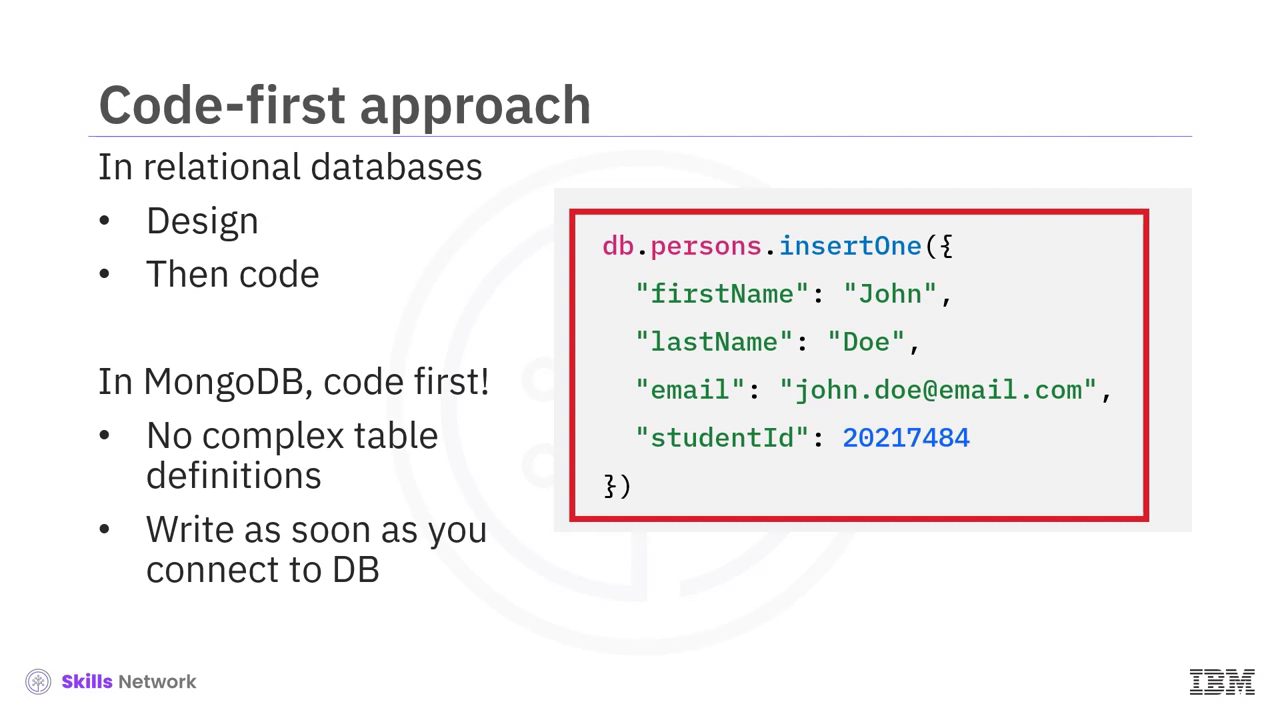 Code-first approach
In relational databases
• Design
• Then code
In MongoDB, code first!
• No complex table
definitions
• Write as soon as you
connect to DB
db.persons.insertOne({
"firstName": "John",
"lastName": "Doe",
"email": "john.doe@email.com",
"studentId": 20217484
})
Skills Network
IBM